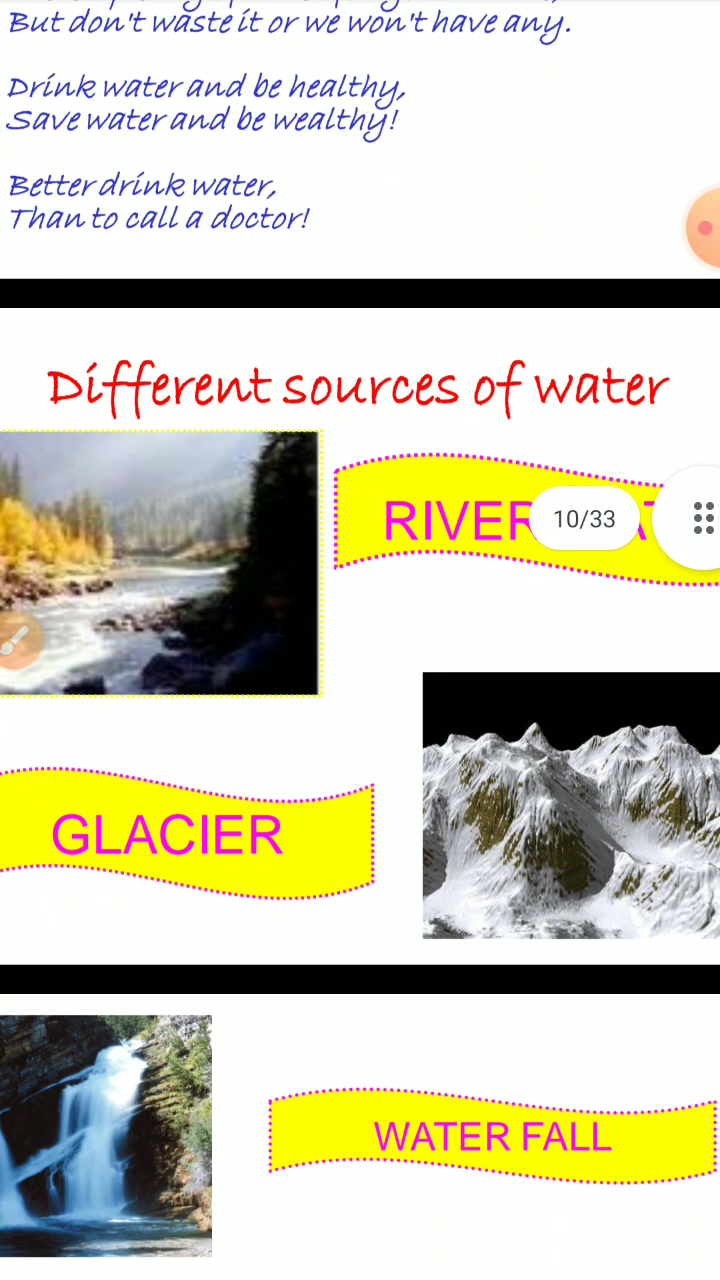 But don't waste it or we won't have any.
Drink water and be healthy,
Save water and be wealthy!
Better drink water,
Than to call a doctor!
Different sources of water
RIVER
10/33
GLACIER
WATER FALL